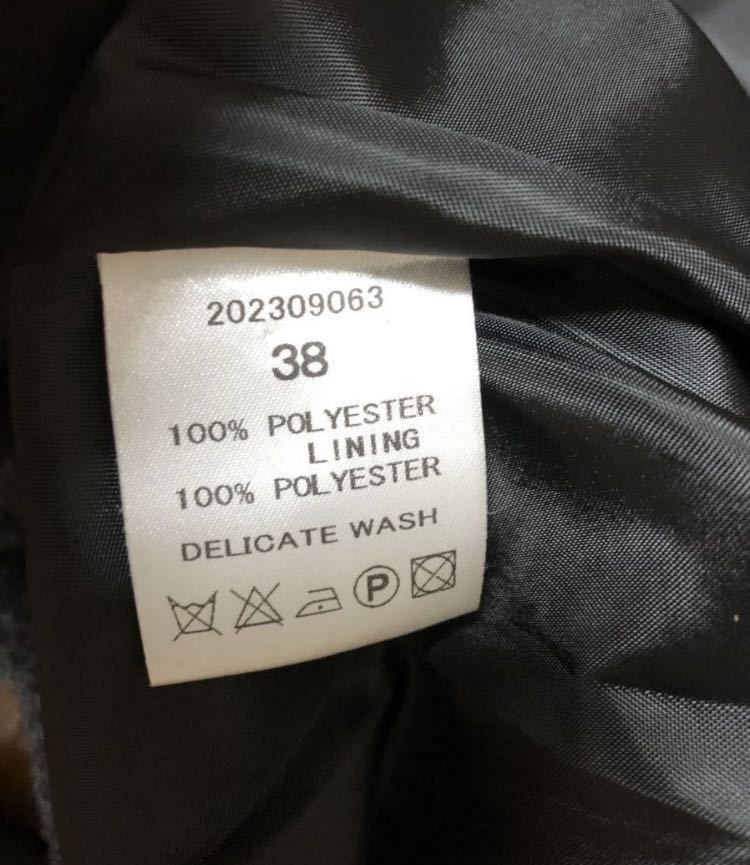 202309063
38
100% POLYESTER
LINING
100% POLYESTER
DELICATE WASH
P